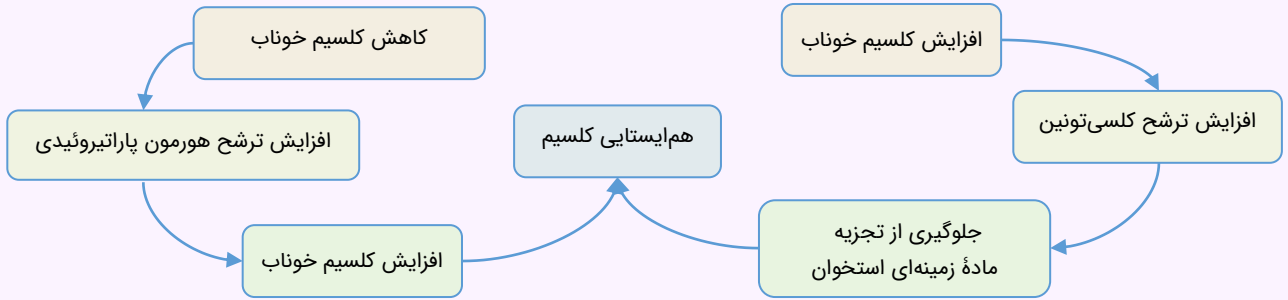 افزایش کلسیم خوناب
افزایش ترشح کلسی‌تونین
جلوگیری از تجزیه
مادهٔ زمینه‌ای استخوان
هم‌ایستایی کلسیم
کاهش کلسیم خوناب
افزایش ترشح هورمون پاراتیروئیدی
افزایش کلسیم خوناب